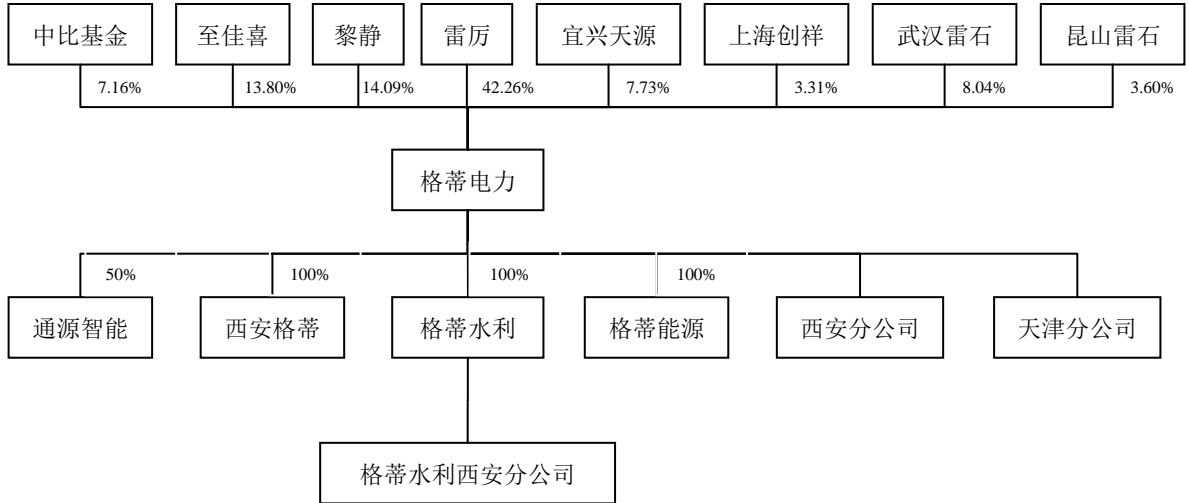 中比基金
至佳喜
黎静
雷厉
宜兴天源
上海创祥
武汉雷石
昆山雷石
7.16%
13.80%
14.09%
42.26%
7.73%
3.31%
8.04%
3.60%
格蒂电力
50%
100%
100%
100%
通源智能
西安格蒂
格蒂水利
格蒂能源
西安分公司
天津分公司
格蒂水利西安分公司